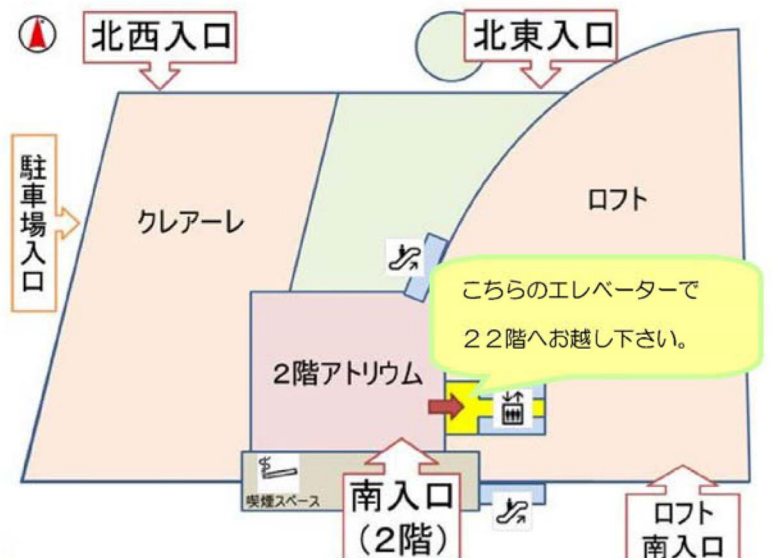 北西入口
北東入口
駐車場入口
クレアーレ
ロフト
こちらのエレベーターで
２２階へお越し下さい。
2階アトリウム
喫煙スペース
南入口
（2階）
ロフト
南入口